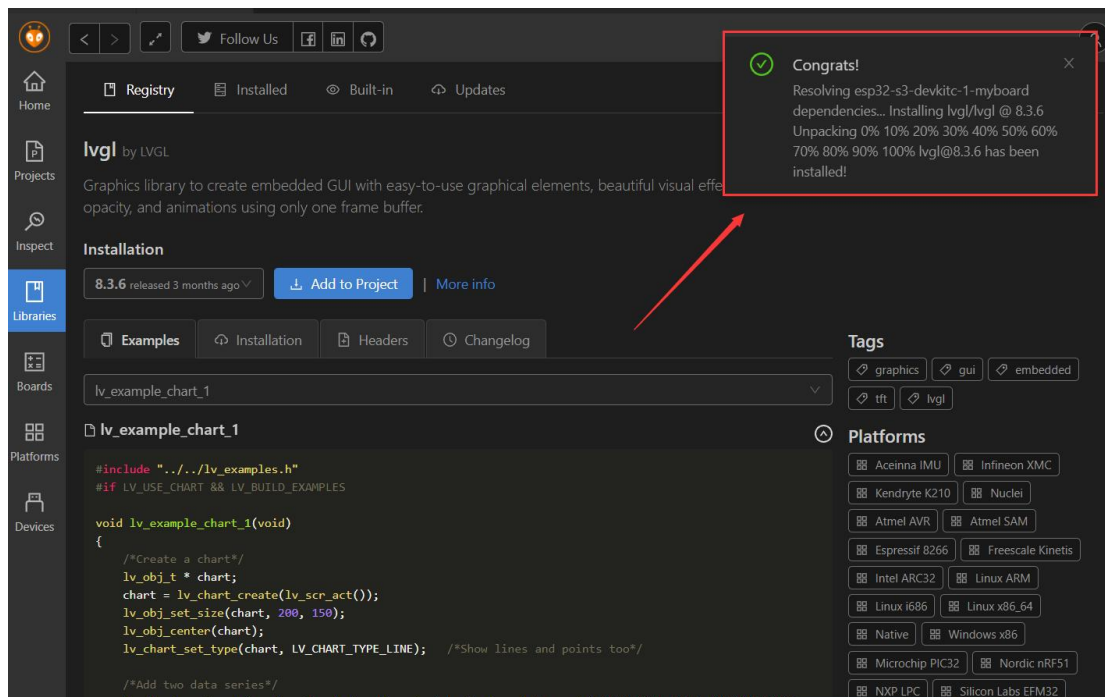 Follow Us
Home
Projects
Inspect
Libraries
Boards
Platforms
Devices
Registry
Installed
Built-in
Updates
Congrats!
Resolving esp32-s3-devkitc-1-myboard
dependencies... Installing lvgl/lvgl @ 8.3.6
Unpacking 0% 10% 20% 30% 40% 50% 60%
70% 80% 90% 100% lvgl@8.3.6 has been
installed!
lvgl by LVGL
Graphics library to create embedded GUI with easy-to-use graphical elements, beautiful visual effe
opacity, and animations using only one frame buffer.
Installation
8.3.6 released 3 months ago
Add to Project
| More info
Examples
Installation
Headers
Changelog
lv_example_chart_1
lv_example_chart_1
#include "../../lv_examples.h"
#if LV_USE_CHART && LV_BUILD_EXAMPLES
void lv_example_chart_1(void)
{
/*Create a chart*/
lv_obj_t * chart;
chart = lv_chart_create(lv_scr_act());
lv_obj_set_size(chart, 200, 150);
lv_obj_center(chart);
lv_chart_set_type(chart, LV_CHART_TYPE_LINE); /*Show lines and points too*/
/*Add two data series*/
Tags
graphics
gui
embedded
tft
lvgl
Platforms
Aceinna IMU
Infineon XMC
Kendryte K210
Nuclei
Atmel AVR
Atmel SAM
Espressif 8266
Freescale Kinetis
Intel ARC32
Linux ARM
Linux i686
Linux x86_64
Native
Windows x86
Microchip PIC32
Nordic nRF51
NXP LPC
Silicon Labs EFM32